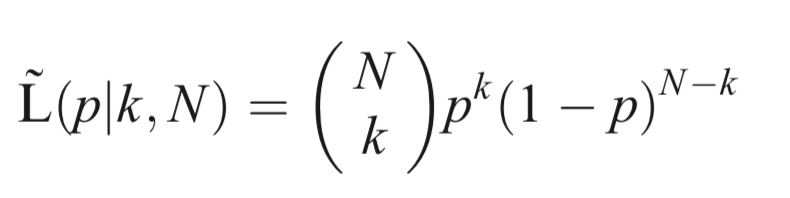 L̃(p|k, N) = (N k) p^k (1 − p)^{N−k}